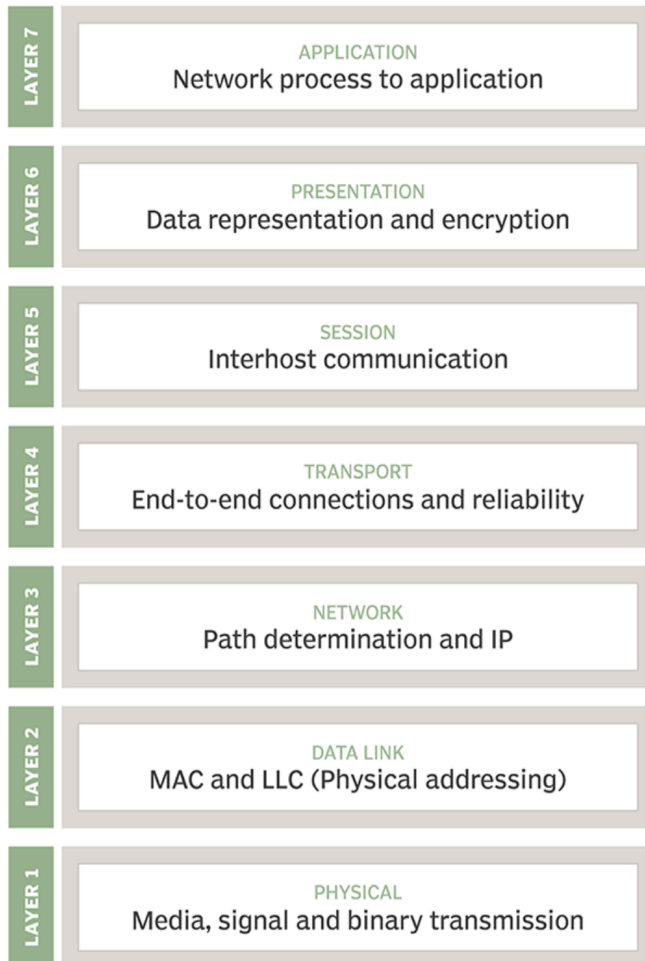 LAYER 7
APPLICATION
Network process to application
LAYER 6
PRESENTATION
Data representation and encryption
LAYER 5
SESSION
Interhost communication
LAYER 4
TRANSPORT
End-to-end connections and reliability
LAYER 3
NETWORK
Path determination and IP
LAYER 2
DATA LINK
MAC and LLC (Physical addressing)
LAYER 1
PHYSICAL
Media, signal and binary transmission